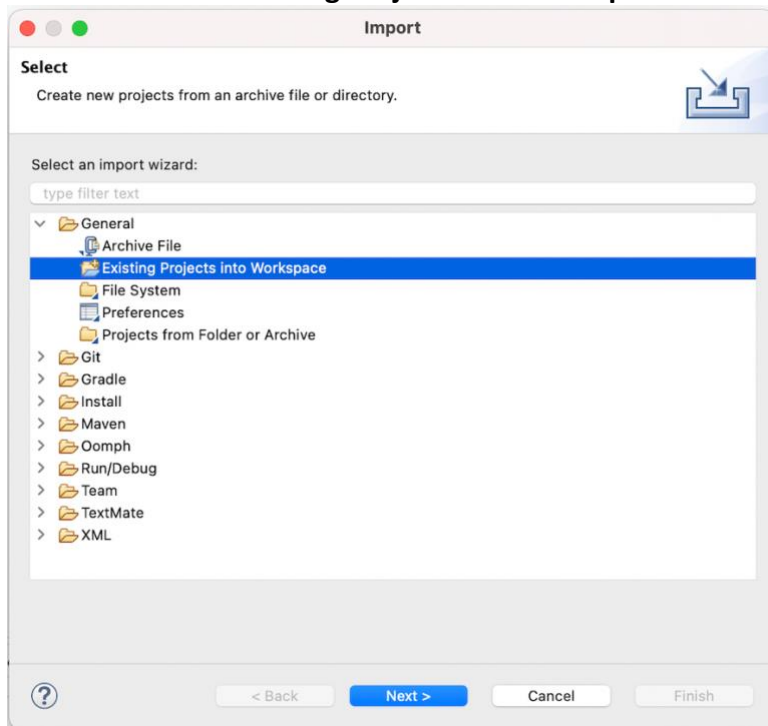 Import
Select
Create new projects from an archive file or directory.
Select an import wizard:
type filter text
General
Archive File
Existing Projects into Workspace
File System
Preferences
Projects from Folder or Archive
Git
Gradle
Install
Maven
Oomph
Run/Debug
Team
TextMate
XML
? < Back Next > Cancel Finish